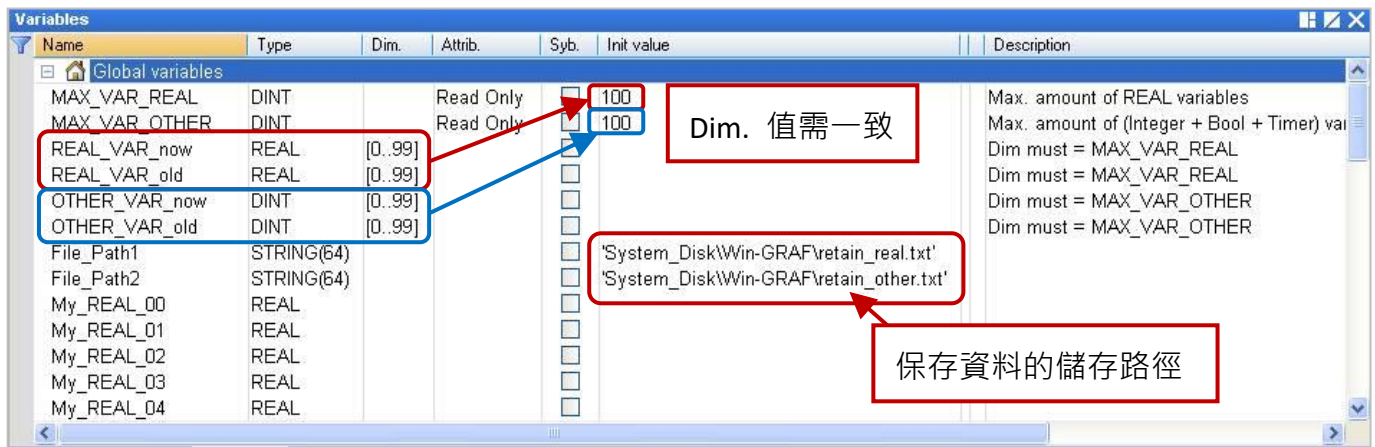 Variables
Name Type Dim. Attrib. Syb. Init value Description
Global variables
MAX_VAR_REAL DINT Read Only 100 Max. amount of REAL variables
MAX_VAR_OTHER DINT Read Only 100 Max. amount of (Integer + Bool + Timer) vai
REAL_VAR_now REAL [0..99] Dim must = MAX_VAR_REAL
REAL_VAR_old REAL [0..99] Dim must = MAX_VAR_REAL
OTHER_VAR_now DINT [0..99] Dim must = MAX_VAR_OTHER
OTHER_VAR_old DINT [0..99] Dim must = MAX_VAR_OTHER
File_Path1 STRING(64) 'System_Disk\Win-GRAF\retain_real.txt'
File_Path2 STRING(64) 'System_Disk\Win-GRAF\retain_other.txt'
My_REAL_00 REAL
My_REAL_01 REAL
My_REAL_02 REAL
My_REAL_03 REAL
My_REAL_04 REAL
Dim. 值需一致
保存資料的儲存路徑